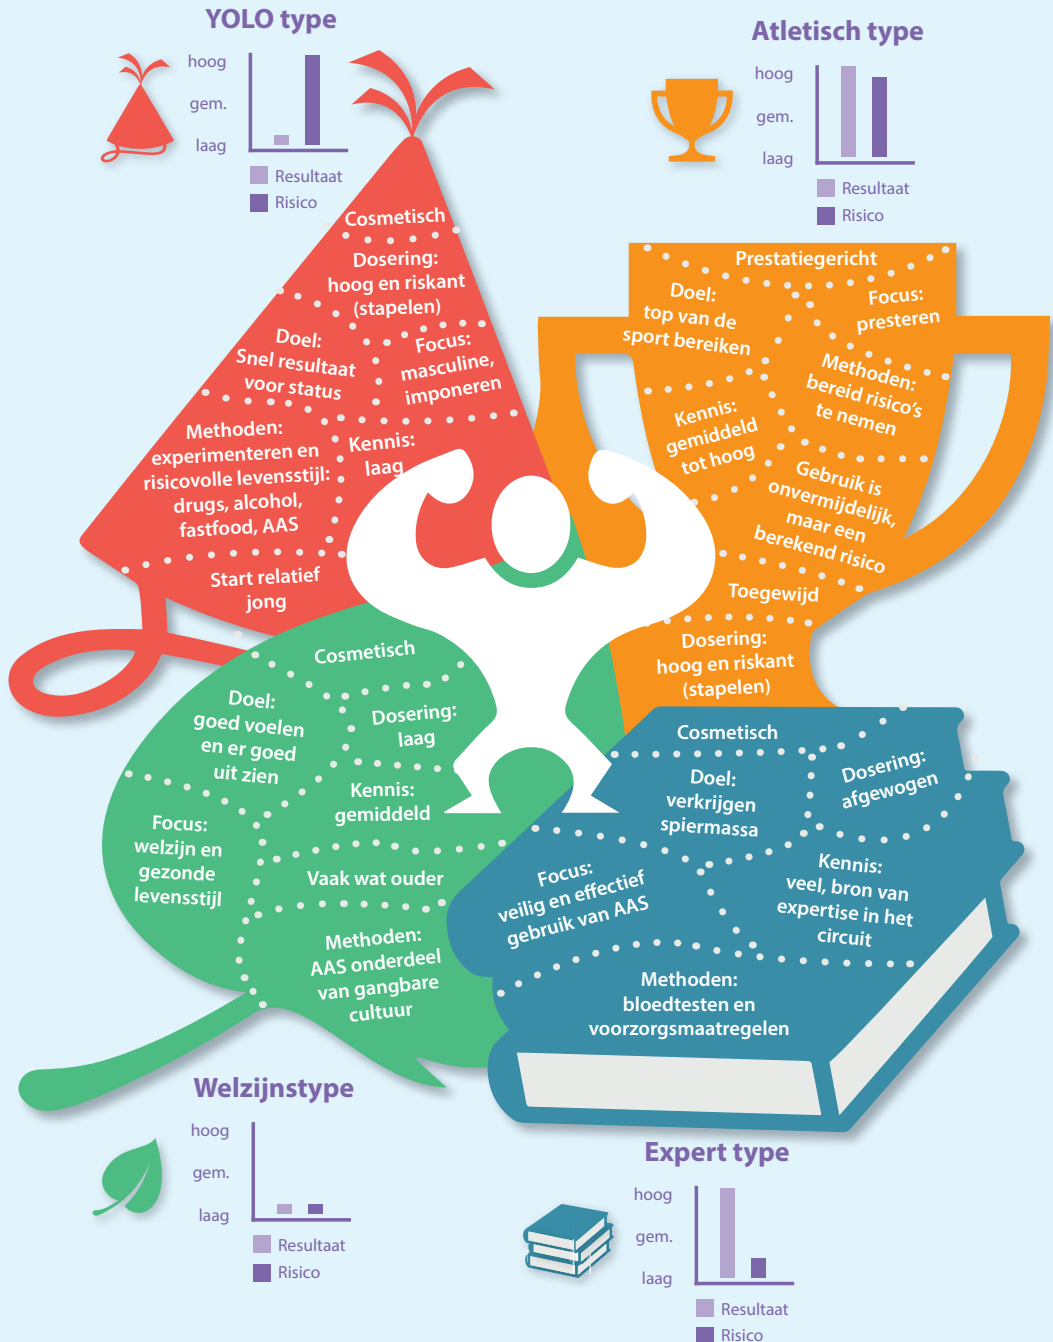 YOLO type
hoog
gem.
laag
Resultaat
Risico
Atletisch type
hoog
gem.
laag
Resultaat
Risico
Cosmetisch
Dosering:
hoog en riskant
(stapelen)
Doel:
Snel resultaat
voor status
Focus:
masculine,
imponeren
Methoden:
experimenteren en
risicovolle levensstijl:
drugs, alcohol,
fastfood, AAS
Kennis:
laag
Start relatief
jong
Prestatiegericht
Doel:
top van de
sport bereiken
Focus:
presteren
Methoden:
bereid risico's
te nemen
Kennis:
gemiddeld
tot hoog
Gebruik is
onvermijdelijk,
maar een
berekend risico
Toegewijd
Dosering:
hoog en riskant
(stapelen)
Cosmetisch
Doel:
goed voelen
en er goed
uit zien
Dosering:
laag
Kennis:
gemiddeld
Focus:
welzijn en
gezonde
levensstijl
Vaak wat ouder
Methoden:
AAS onderdeel
van gangbare
cultuur
Cosmetisch
Doel:
verkrijgen
spiermassa
Dosering:
afgewogen
Focus:
veilig en effectief
gebruik van AAS
Kennis:
veel, bron van
expertise in het
circuit
Methoden:
bloedtesten en
voorzorgsmaatregelen
Welzijnstype
hoog
gem.
laag
Resultaat
Risico
Expert type
hoog
gem.
laag
Resultaat
Risico